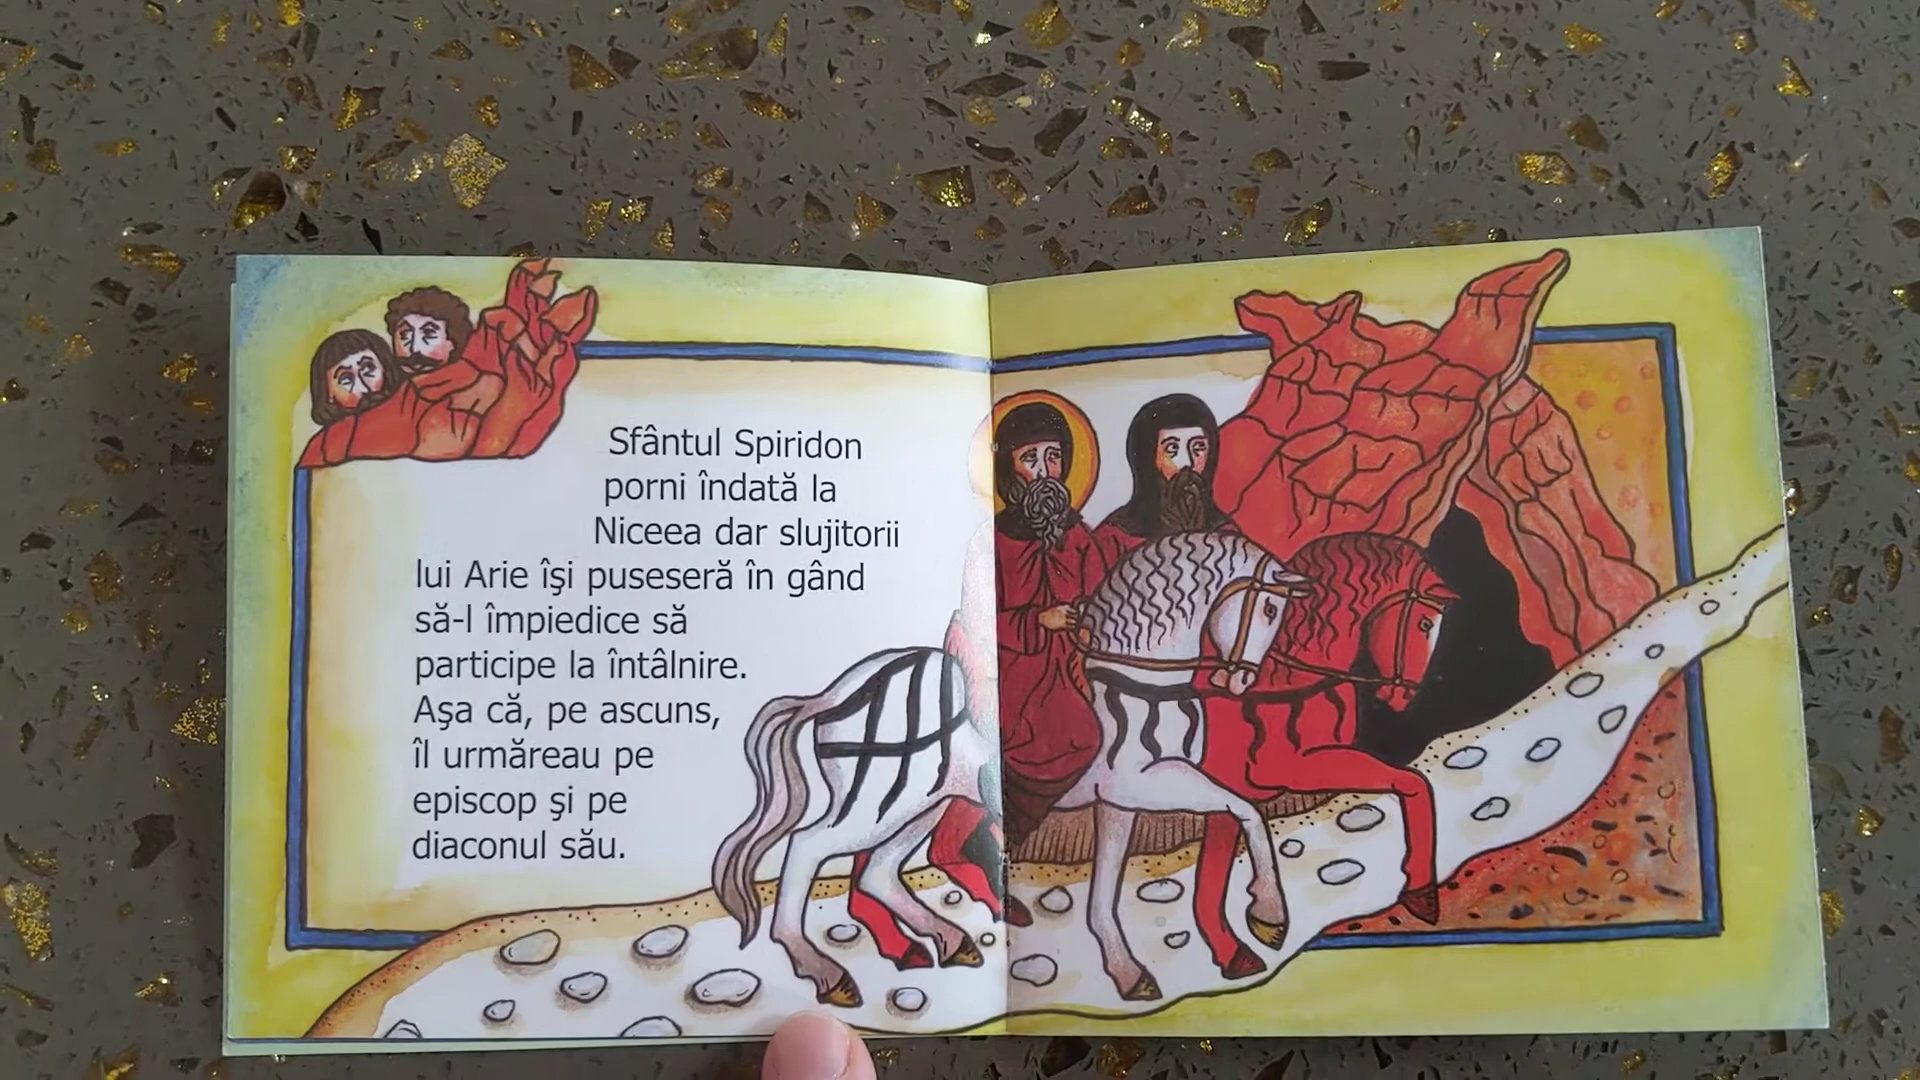 Sfântul Spiridon
porni îndată la
Niceea dar slujitorii
lui Arie îşi puseseră în gând
să-l împiedice să
participe la întâlnire.
Aşa că, pe ascuns,
îl urmăreau pe
episcop şi pe
diaconul său.